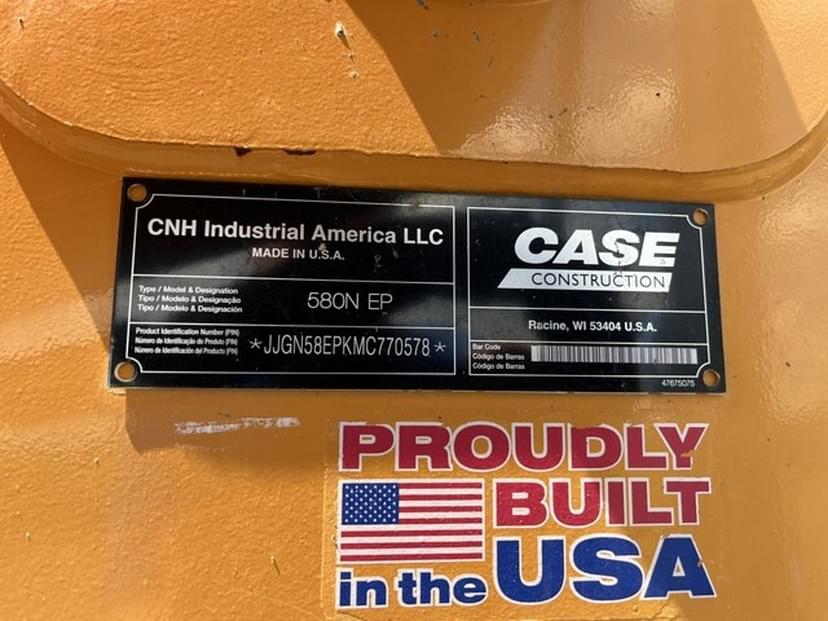 CNH Industrial America LLC
MADE IN U.S.A.
Type / Model & Designation
Tipo / Modelo & Designação
Tipo / Modelo & Designación
580N EP
Product Identification Number (PIN)
Número de Identificação do Produto (PIN)
Número de Identificación del Producto (PIN)
*JJGN58EPKMC770578*
CASE
CONSTRUCTION
Racine, WI 53404 U.S.A.
Bar Code
Código de Barras
Código de Barras
47675075
PROUDLY
BUILT
in the USA